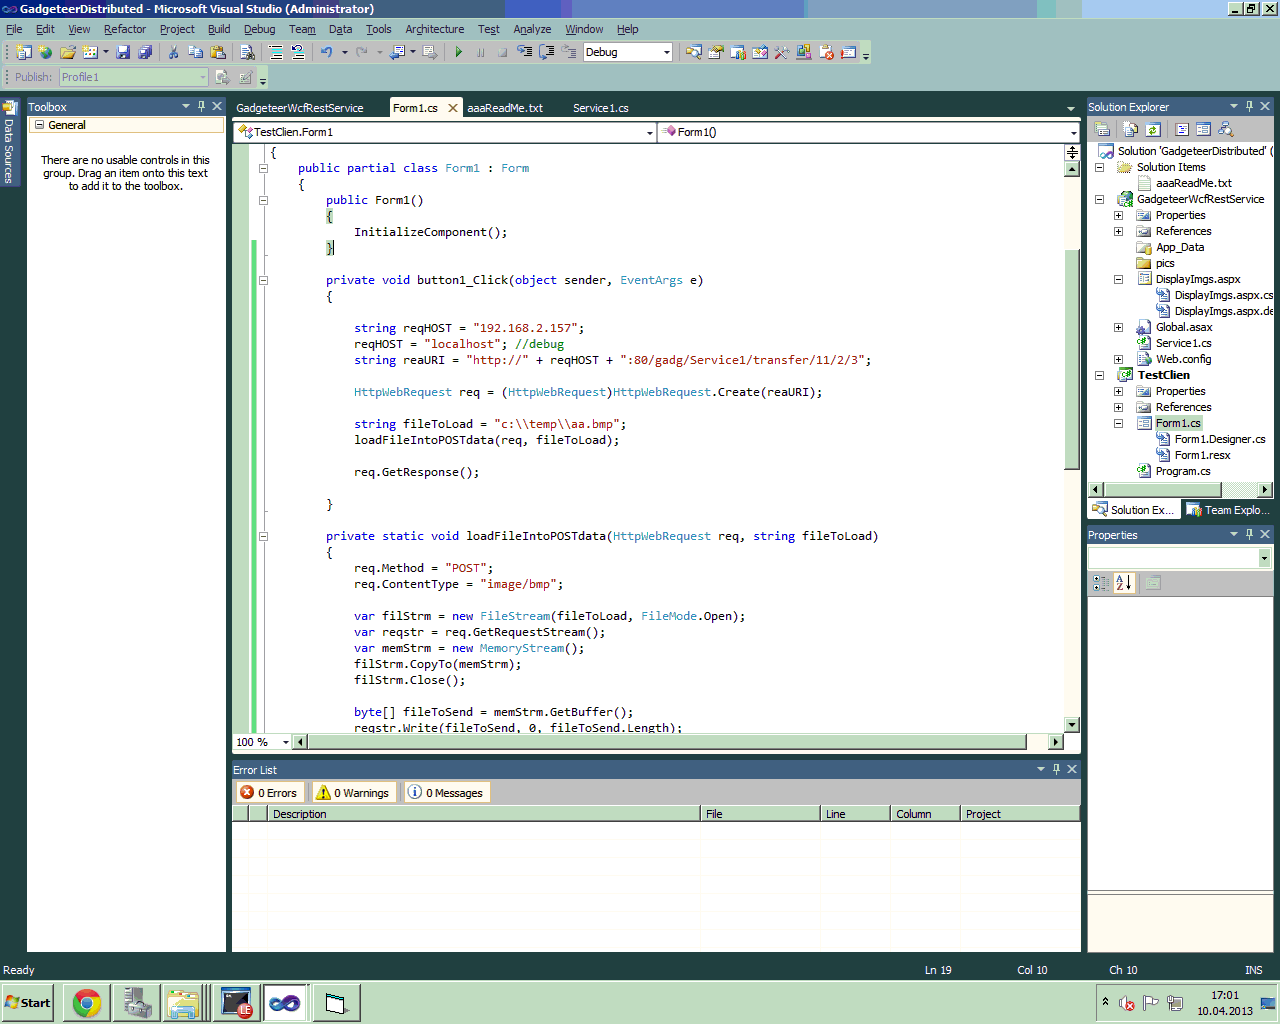 GadgeteerDistributed - Microsoft Visual Studio (Administrator)
File Edit View Refactor Project Build Debug Team Data Tools Architecture Test Analyze Window Help
Debug
Publish: Profile1
Data Sources
Toolbox
General
There are no usable controls in this
group. Drag an item onto this text
to add it to the toolbox.
GadgeteerWcfRestService Form1.cs aaaReadMe.txt Service1.cs
TestClien.Form1 Form1()
{
public partial class Form1 : Form
{
public Form1()
{
InitializeComponent();
}
private void button1_Click(object sender, EventArgs e)
{
string reqHOST = "192.168.2.157";
reqHOST = "localhost"; //debug
string reaURI = "http://" + reqHOST + ":80/gadg/Service1/transfer/11/2/3";
HttpWebRequest req = (HttpWebRequest)HttpWebRequest.Create(reaURI);
string fileToLoad = "c:\\temp\\aa.bmp";
loadFileIntoPOSTdata(req, fileToLoad);
req.GetResponse();
}
private static void loadFileIntoPOSTdata(HttpWebRequest req, string fileToLoad)
{
req.Method = "POST";
req.ContentType = "image/bmp";
var filStrm = new FileStream(fileToLoad, FileMode.Open);
var reqstr = req.GetRequestStream();
var memStrm = new MemoryStream();
filStrm.CopyTo(memStrm);
filStrm.Close();
byte[] fileToSend = memStrm.GetBuffer();
reqstr.Write(fileToSend, 0, fileToSend.Length);
100 %
Error List
0 Errors 0 Warnings 0 Messages
Description File Line Column Project
Solution Explorer
Solution 'GadgeteerDistributed' (
Solution Items
aaaReadMe.txt
GadgeteerWcfRestService
Properties
References
App_Data
pics
DisplayImgs.aspx
DisplayImgs.aspx.cs
DisplayImgs.aspx.de
Global.asax
Service1.cs
Web.config
TestClien
Properties
References
Form1.cs
Form1.Designer.cs
Form1.resx
Program.cs
Solution Ex... Team Explo...
Properties
Ready Ln 19 Col 10 Ch 10 INS
Start LE 17:01
10.04.2013